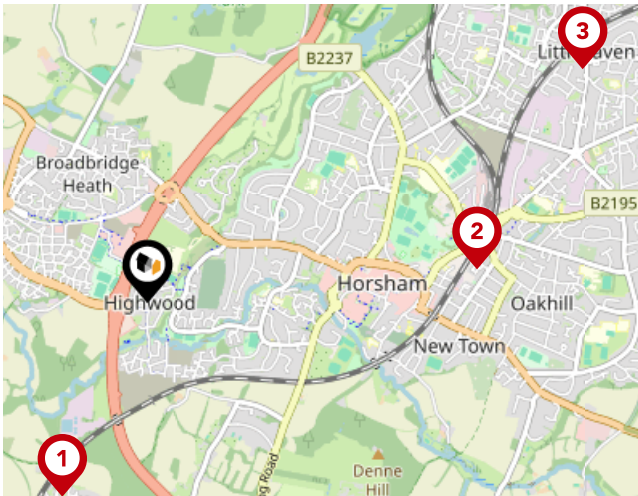 3
B2237
Broadbridge
Heath
B2195
2
Highwood
Horsham
Oakhill
New Town
1
Denne
Hill